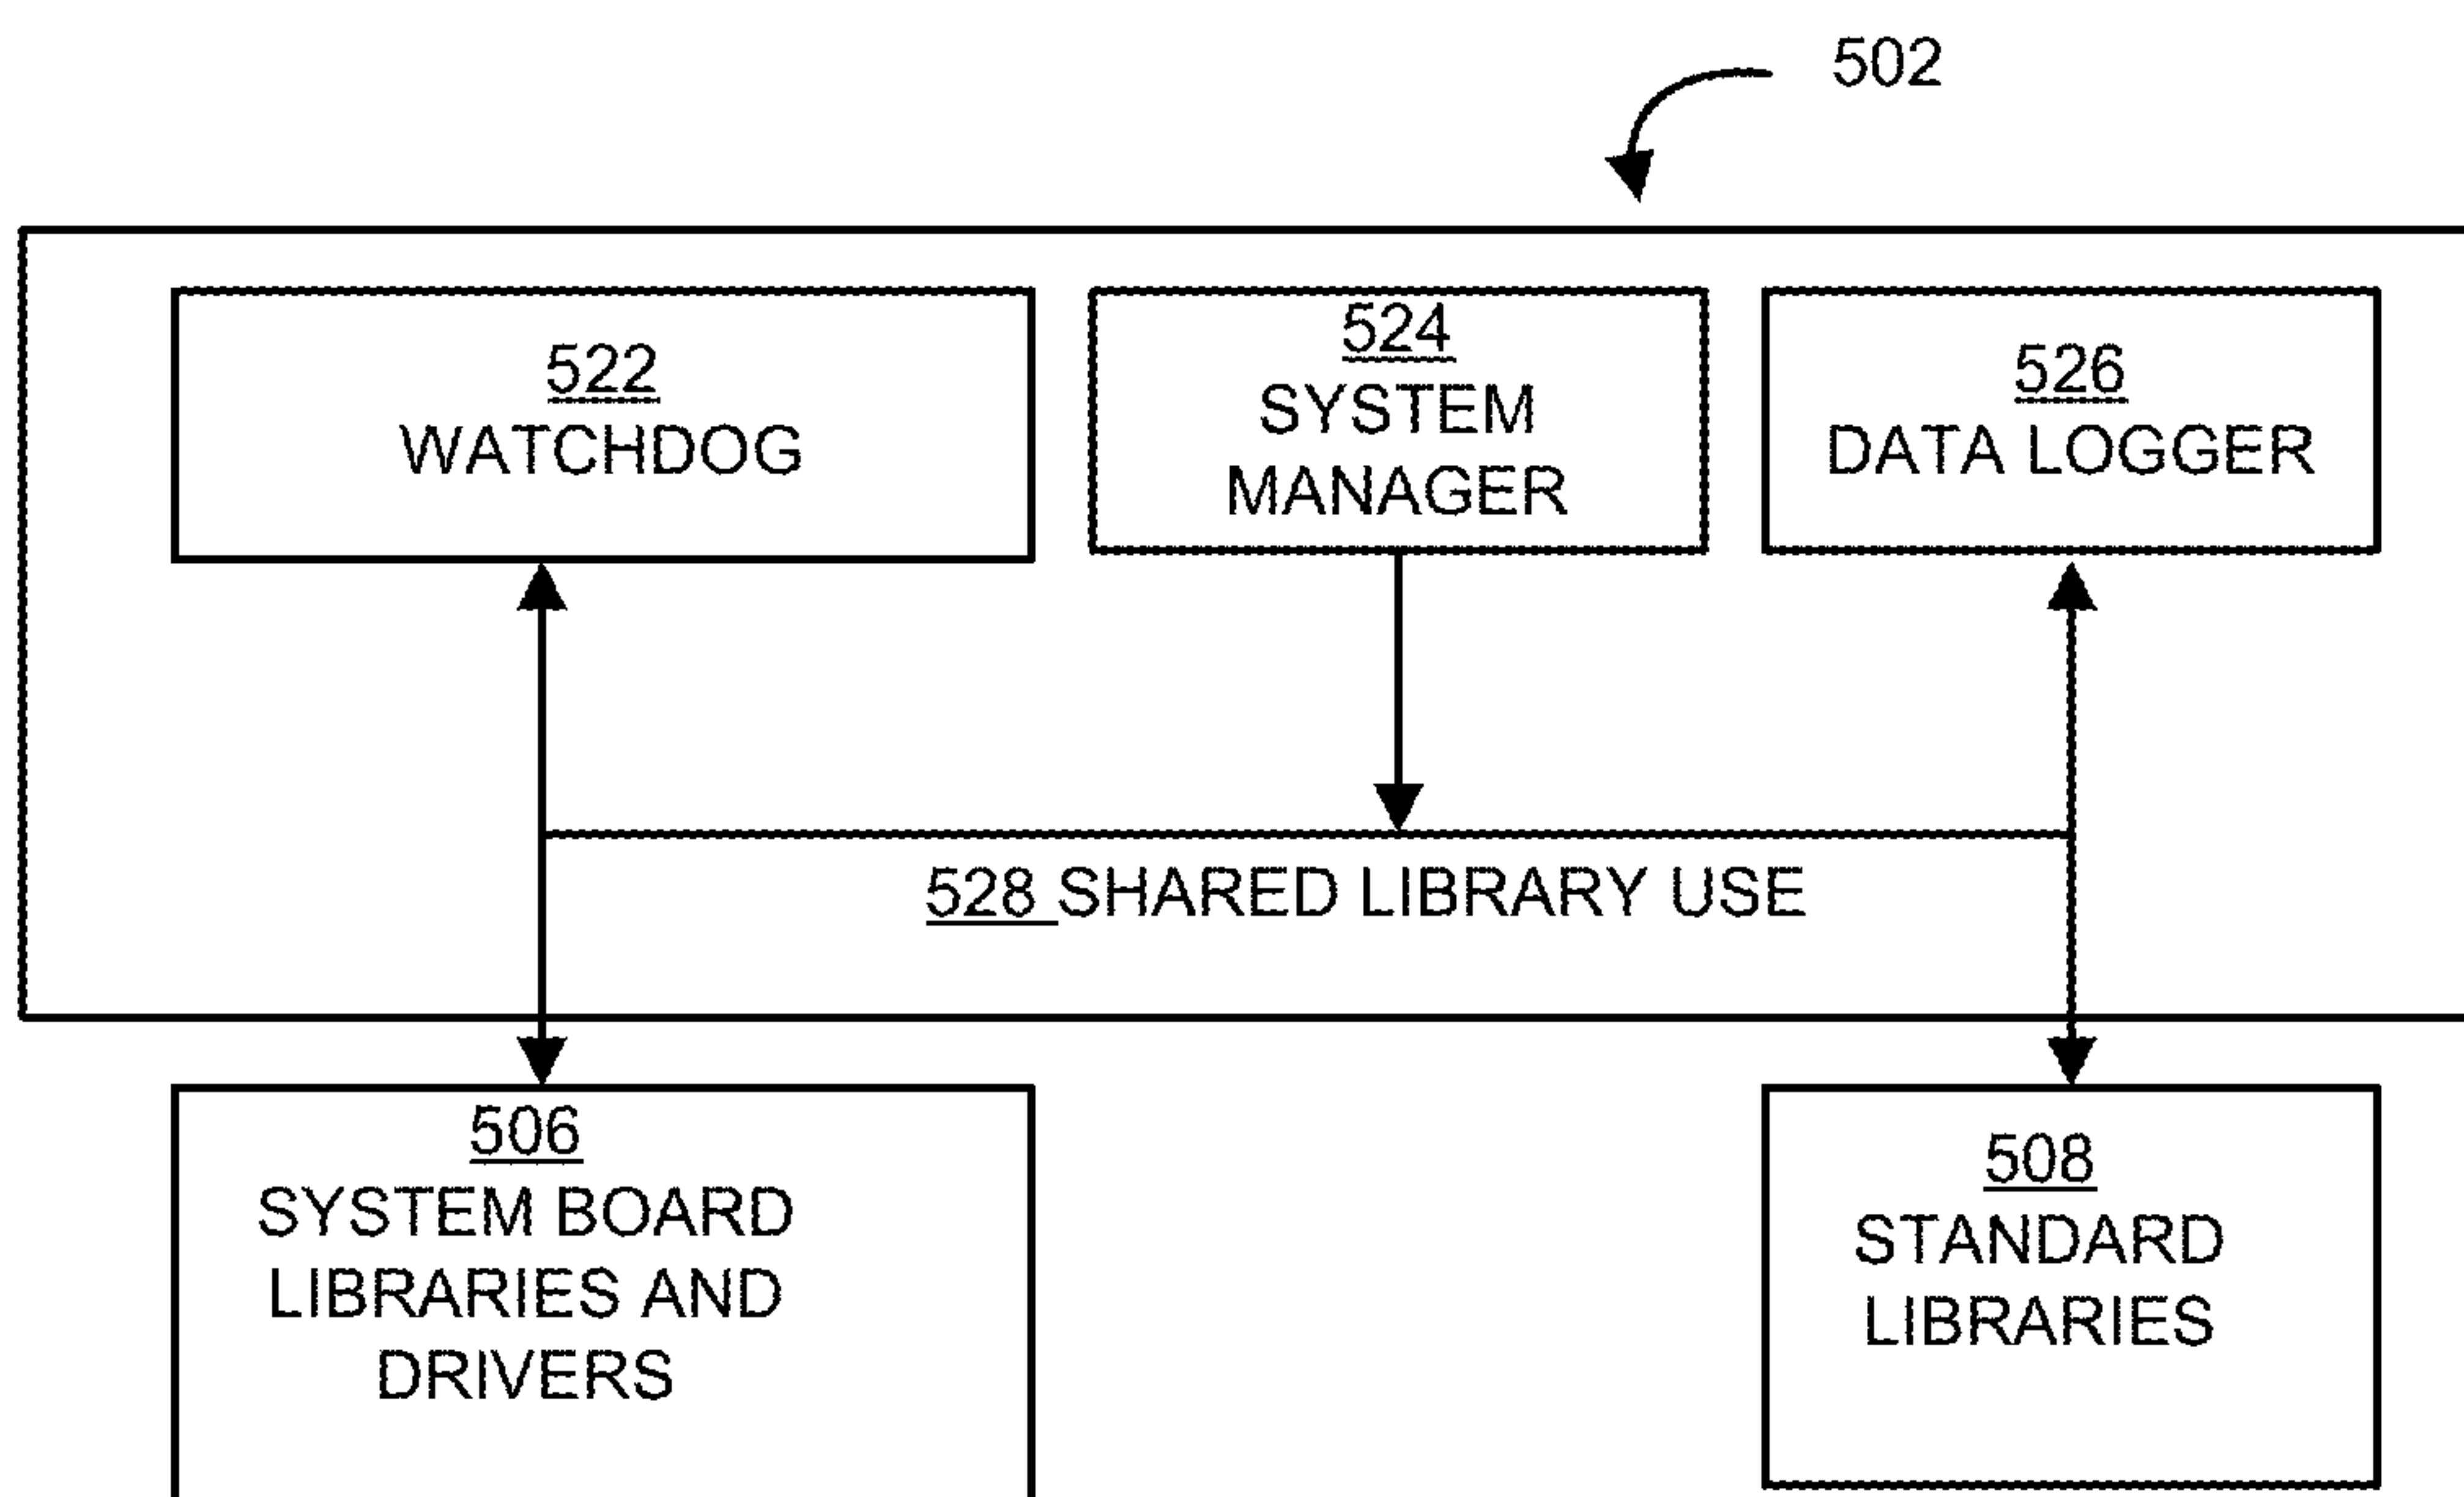 502
522
WATCHDOG
524
SYSTEM
MANAGER
526
DATA LOGGER
528 SHARED LIBRARY USE
506
SYSTEM BOARD
LIBRARIES AND
DRIVERS
508
STANDARD
LIBRARIES